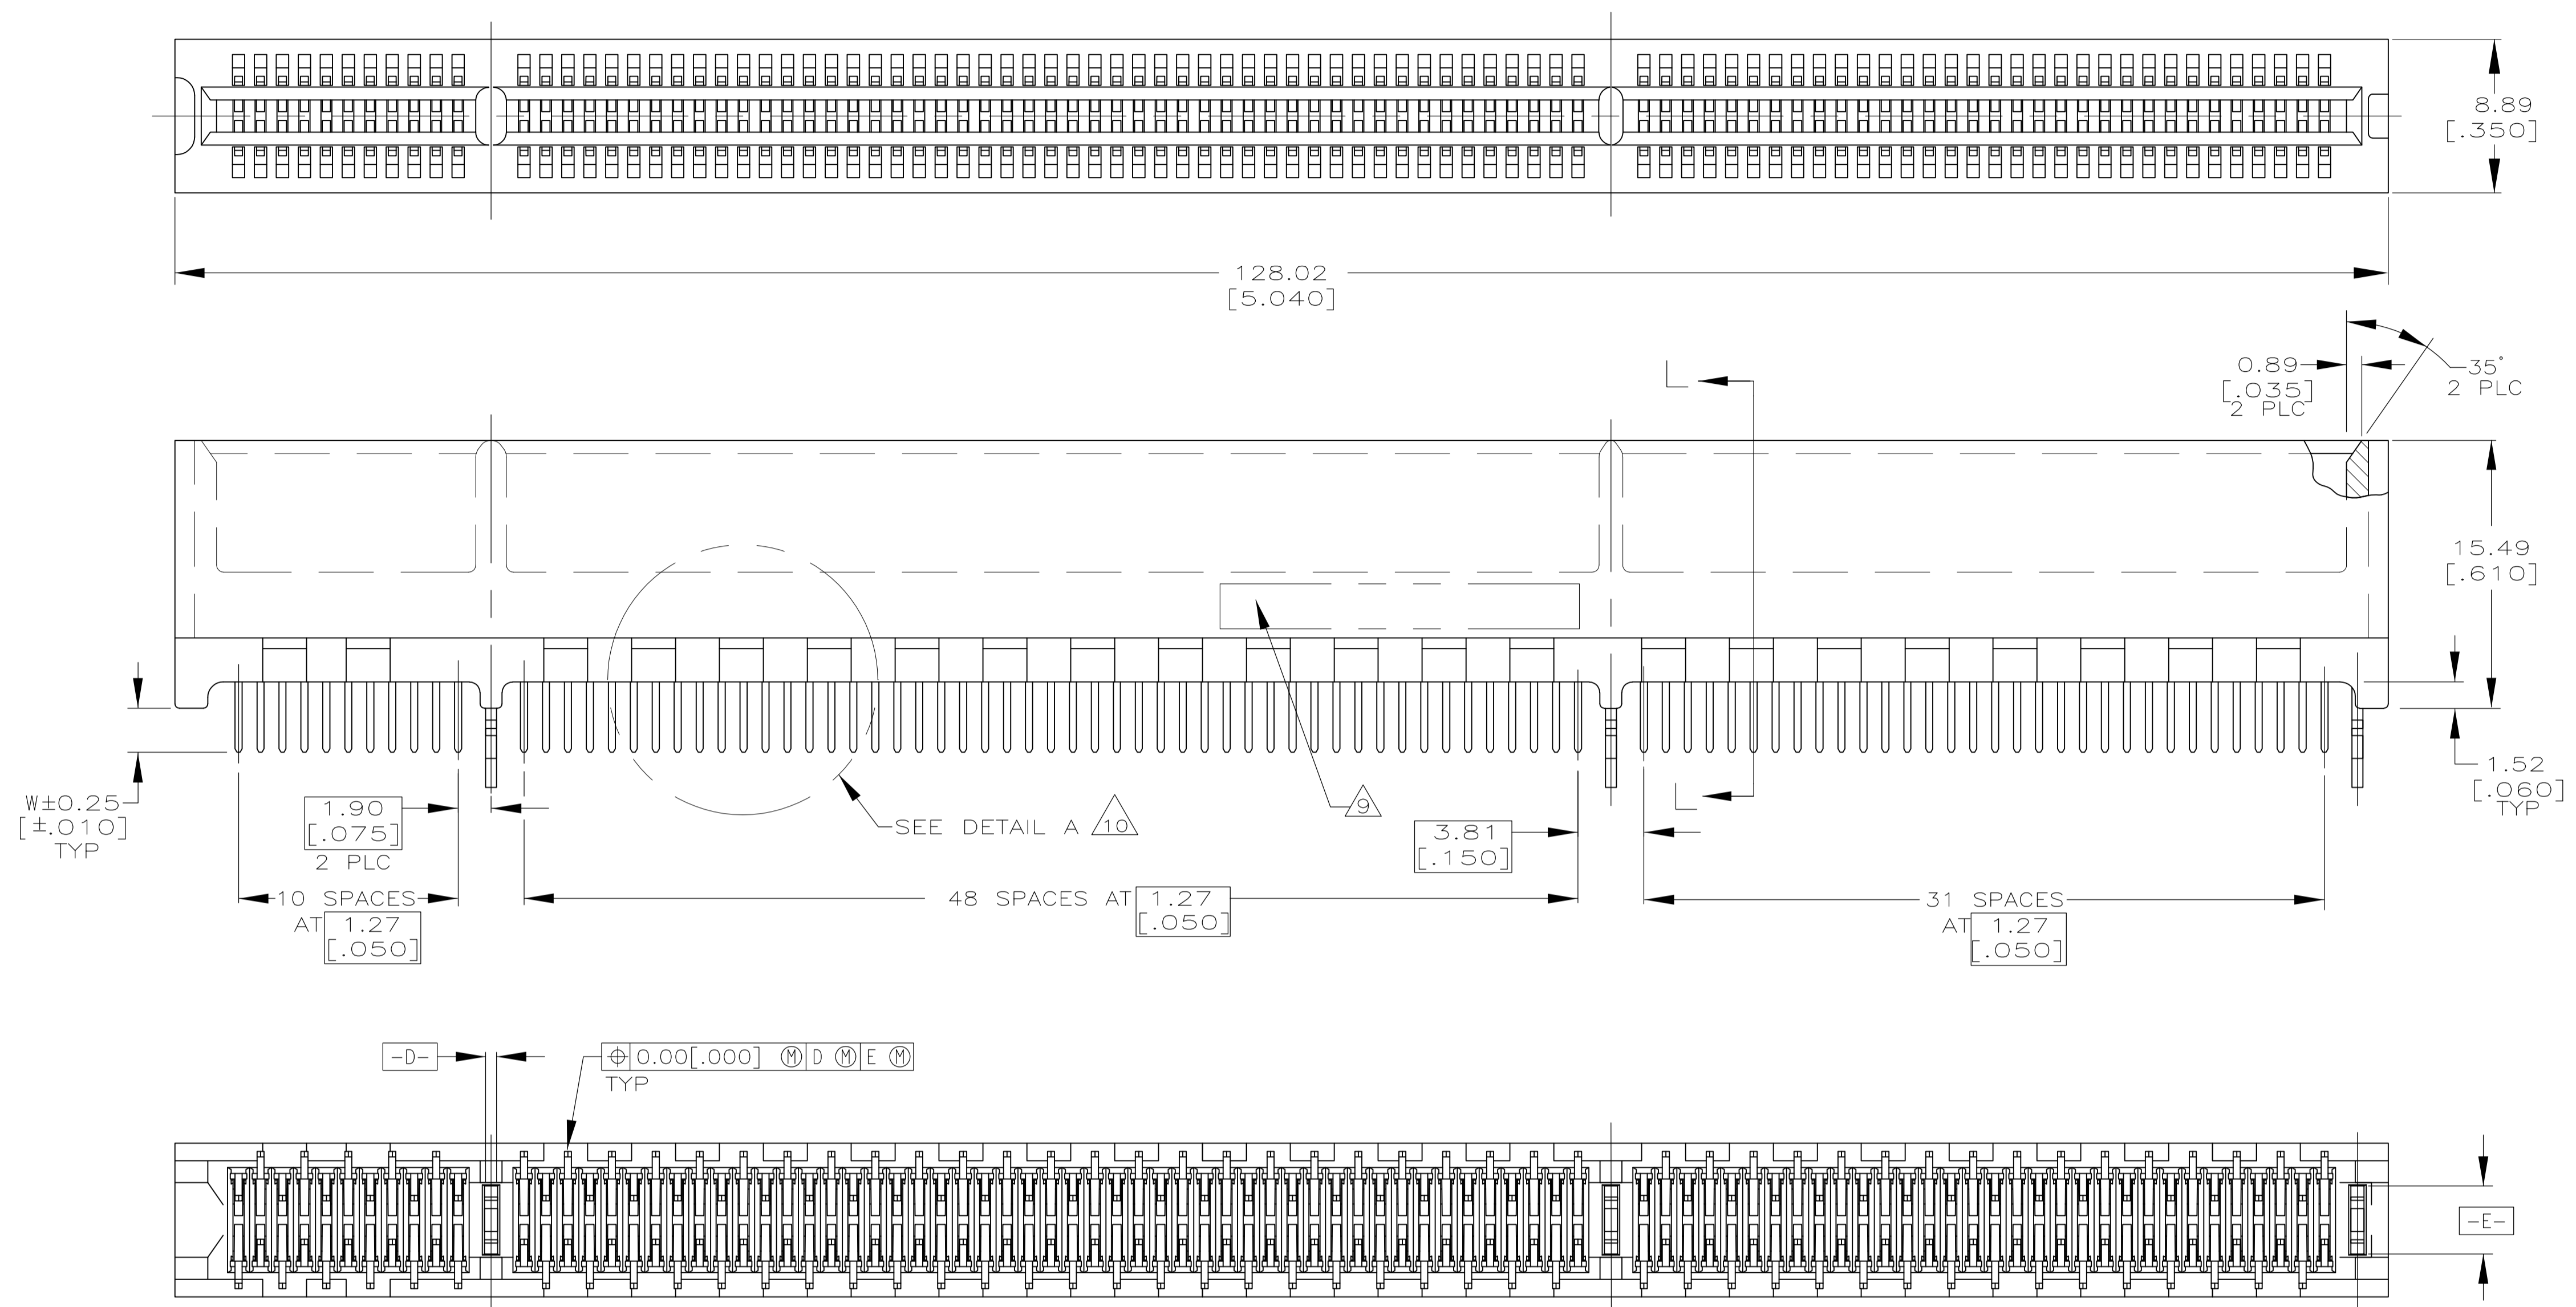 8.89
[.350]
128.02
[5.040]
0.89
[.035]
2 PLC
35°
2 PLC
15.49
[.610]
W±0.25
[±.010]
TYP
1.90
[.075]
2 PLC
SEE DETAIL A 10
9
3.81
[.150]
1.52
[.060]
TYP
10 SPACES
AT 1.27
[.050]
48 SPACES AT 1.27
[.050]
31 SPACES
AT 1.27
[.050]
-D-
⌖ 0.00[.000] Ⓜ D Ⓜ E Ⓜ
TYP
-E-